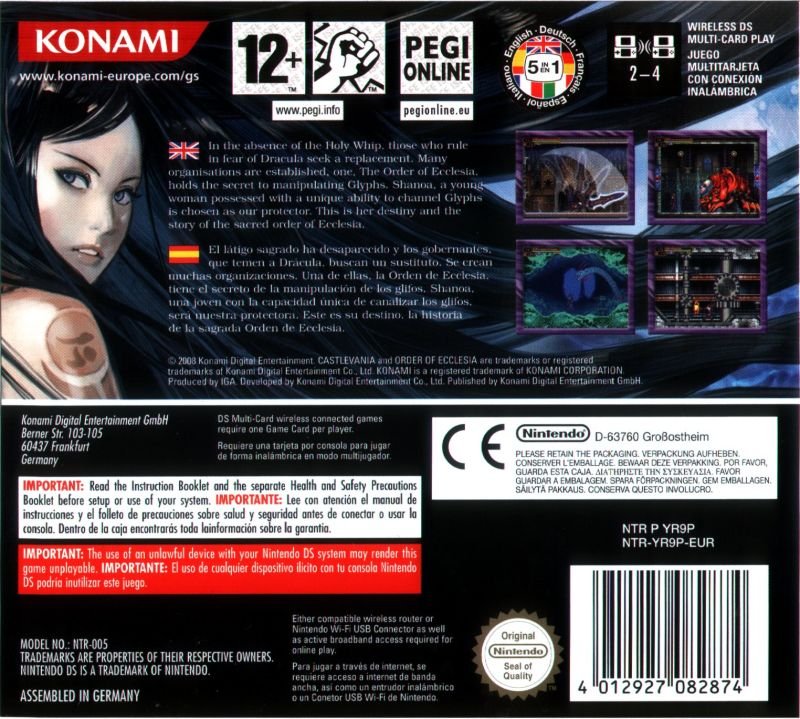 KONAMI
www.konami-europe.com/gs
12+
www.pegi.info
PEGI
ONLINE
pegionline.eu
English · Deutsch · Français · Español · Italiano
5 IN 1
2-4
WIRELESS DS
MULTI-CARD PLAY
JUEGO
MULTITARJETA
CON CONEXIÓN
INALÁMBRICA
In the absence of the Holy Whip, those who rule
in fear of Dracula seek a replacement. Many
organisations are established, one, The Order of Ecclesia,
holds the secret to manipulating Glyphs. Shanoa, a young
woman possessed with a unique ability to channel Glyphs
is chosen as our protector. This is her destiny and the
story of the sacred order of Ecclesia.
El látigo sagrado ha desaparecido y los gobernantes,
que temen a Drácula, buscan un sustituto. Se crean
muchas organizaciones. Una de ellas, la Orden de Ecclesia,
tiene el secreto de la manipulación de los glifos. Shanoa,
una joven con la capacidad única de canalizar los glifos,
será nuestra protectora. Este es su destino, la historia
de la sagrada Orden de Ecclesia.
© 2008 Konami Digital Entertainment. CASTLEVANIA and ORDER OF ECCLESIA are trademarks or registered
trademarks of Konami Digital Entertainment Co., Ltd. KONAMI is a registered trademark of KONAMI CORPORATION.
Produced by IGA. Developed by Konami Digital Entertainment Co., Ltd. Published by Konami Digital Entertainment GmbH.
Konami Digital Entertainment GmbH
Berner Str. 103-105
60437 Frankfurt
Germany
DS Multi-Card wireless connected games
require one Game Card per player.
Requiere una tarjeta por consola para jugar
de forma inalámbrica en modo multijugador.
IMPORTANT: Read the Instruction Booklet and the separate Health and Safety Precautions
Booklet before setup or use of your system. IMPORTANTE: Lee con atención el manual de
instrucciones y el folleto de precauciones sobre salud y seguridad antes de conectar o usar la
consola. Dentro de la caja encontrarás toda lainformación sobre la garantia.
IMPORTANT: The use of an unlawful device with your Nintendo DS system may render this
game unplayable. IMPORTANTE: El uso de cualquier dispositivo ilícito con tu consola Nintendo
DS podría inutilizar este juego.
CE
Nintendo® D-63760 Großostheim
PLEASE RETAIN THE PACKAGING. VERPACKUNG AUFHEBEN.
CONSERVER L'EMBALLAGE. BEWAAR DEZE VERPAKKING. POR FAVOR,
GUARDA ESTA CAJA. ΔΙΑΤΗΡΗΣΤΕ ΤΗΝ ΣΥΣΚΕΥΑΣΙΑ. FAVOR
GUARDAR A EMBALAGEM. SPARA FÖRPACKNINGEN. GEM EMBALLAGEN.
SÄILYTÄ PAKKAUS. CONSERVA QUESTO INVOLUCRO.
NTR P YR9P
NTR-YR9P-EUR
Either compatible wireless router or
Nintendo Wi-Fi USB Connector as well
as active broadband access required for
online play.
Para jugar a través de internet, se
requiere acceso a internet de banda
ancha, así como un entrudor inalámbrico
o un Conetor USB Wi-Fi de Nintendo.
MODEL NO.: NTR-005
TRADEMARKS ARE PROPERTIES OF THEIR RESPECTIVE OWNERS.
NINTENDO DS IS A TRADEMARK OF NINTENDO.
ASSEMBLED IN GERMANY
Original
Nintendo
Seal of
Quality
4 012927 082874